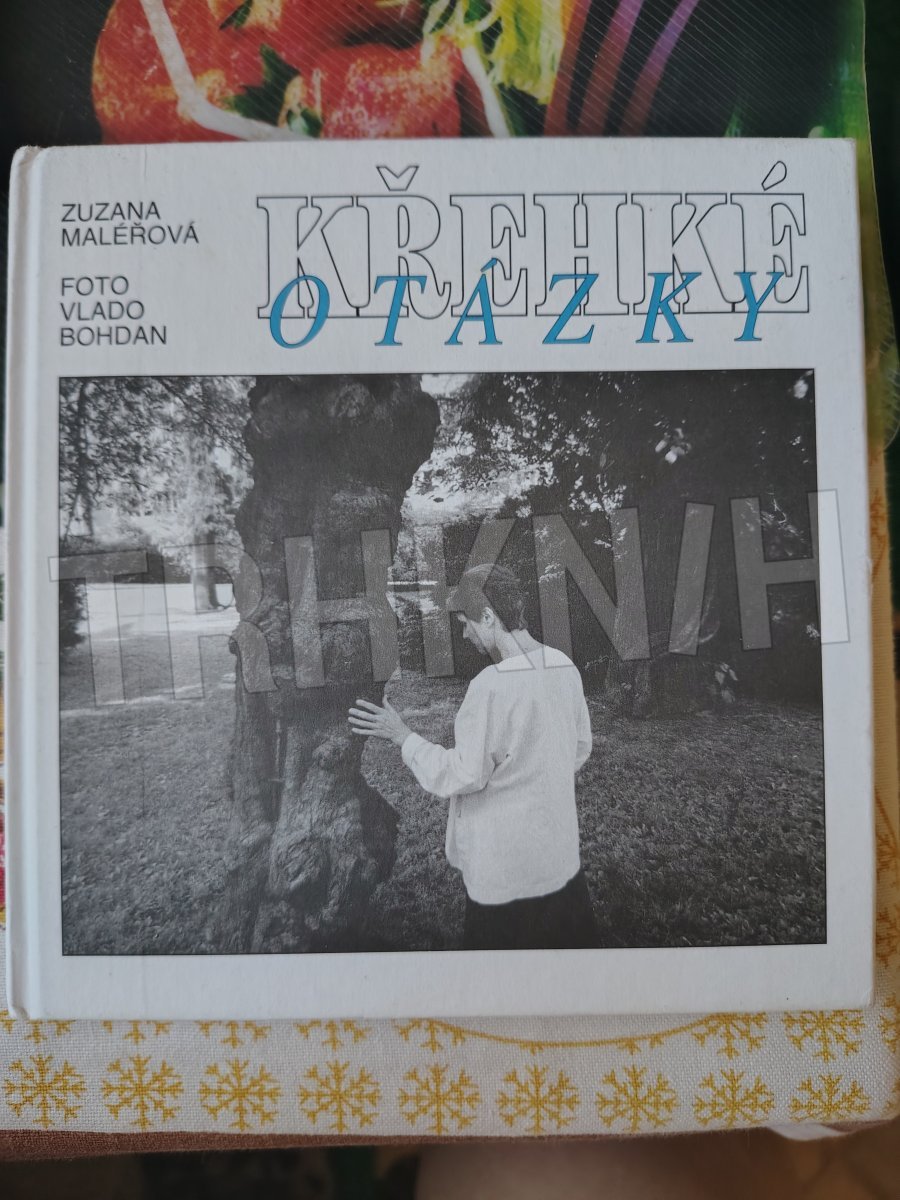 ZUZANA
MALÉŘOVÁ
FOTO
VLADO
BOHDAN
KŘEHKÉ
OTÁZKY
TRHKNIH